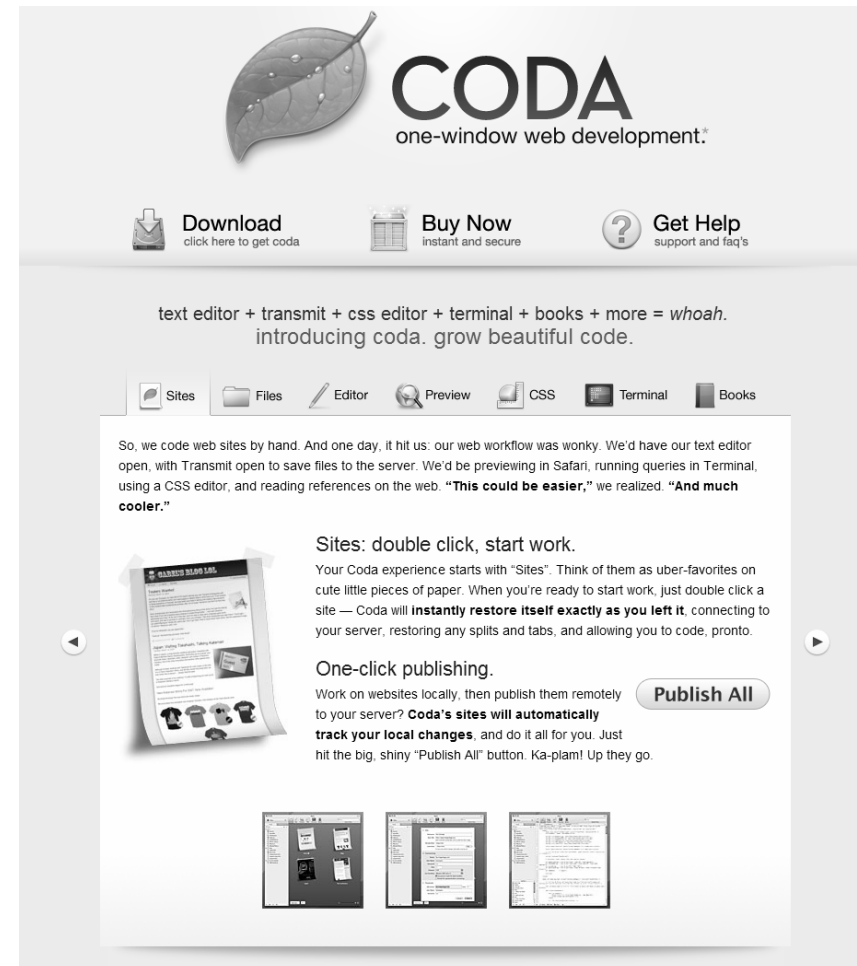 CODA
one-window web development.*
Download
click here to get coda
Buy Now
instant and secure
Get Help
support and faq's
text editor + transmit + css editor + terminal + books + more = whoah.
introducing coda. grow beautiful code.
Sites
Files
Editor
Preview
CSS
Terminal
Books
So, we code web sites by hand. And one day, it hit us: our web workflow was wonky. We’d have our text editor
open, with Transmit open to save files to the server. We’d be previewing in Safari, running queries in Terminal,
using a CSS editor, and reading references on the web. “This could be easier,” we realized. “And much
cooler.”
CABEL'S BLOG LOL
Sites: double click, start work.
Your Coda experience starts with “Sites”. Think of them as uber-favorites on
cute little pieces of paper. When you’re ready to start work, just double click a
site — Coda will instantly restore itself exactly as you left it, connecting to
your server, restoring any splits and tabs, and allowing you to code, pronto.
One-click publishing.
Work on websites locally, then publish them remotely
to your server? Coda’s sites will automatically
track your local changes, and do it all for you. Just
hit the big, shiny “Publish All” button. Ka-plam! Up they go.
Publish All